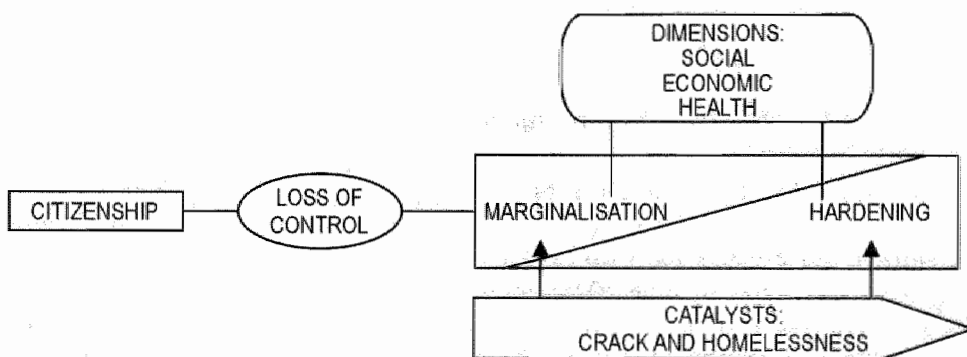 DIMENSIONS:
SOCIAL
ECONOMIC
HEALTH
CITIZENSHIP
LOSS OF
CONTROL
MARGINALISATION
HARDENING
CATALYSTS:
CRACK AND HOMELESSNESS